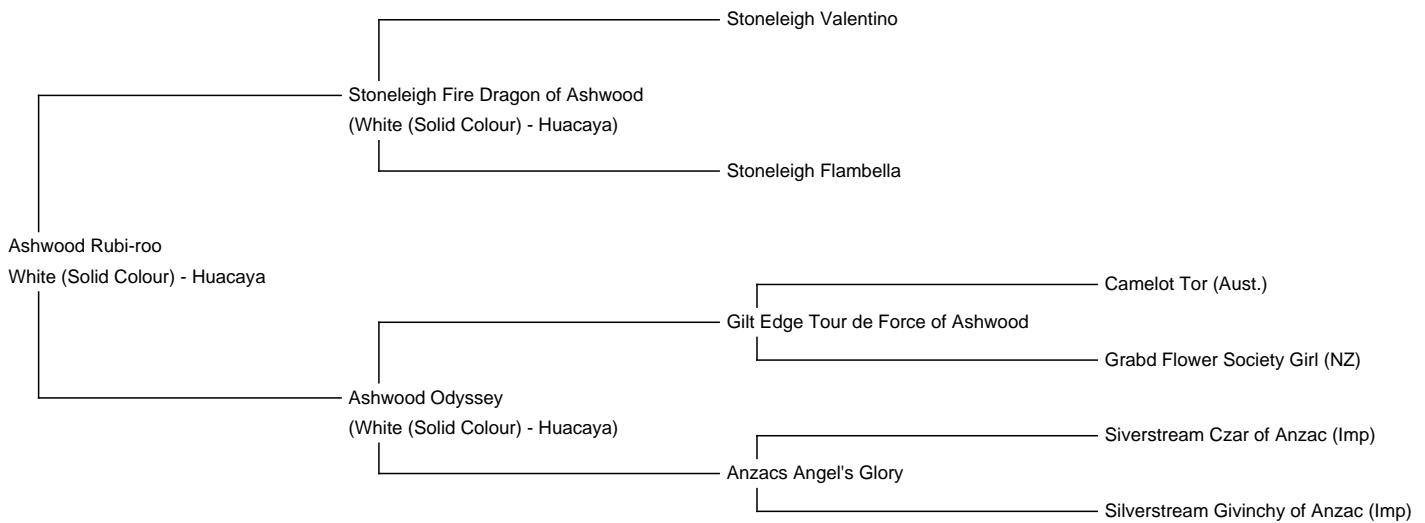 Stoneleigh Valentino
Stoneleigh Fire Dragon of Ashwood
(White (Solid Colour) - Huacaya)
Stoneleigh Flambella
Ashwood Rubi-roo
White (Solid Colour) - Huacaya
Camelot Tor (Aust.)
Gilt Edge Tour de Force of Ashwood
Grabd Flower Society Girl (NZ)
Ashwood Odyssey
(White (Solid Colour) - Huacaya)
Siverstream Czar of Anzac (Imp)
Anzacs Angel's Glory
Silverstream Givinchy of Anzac (Imp)